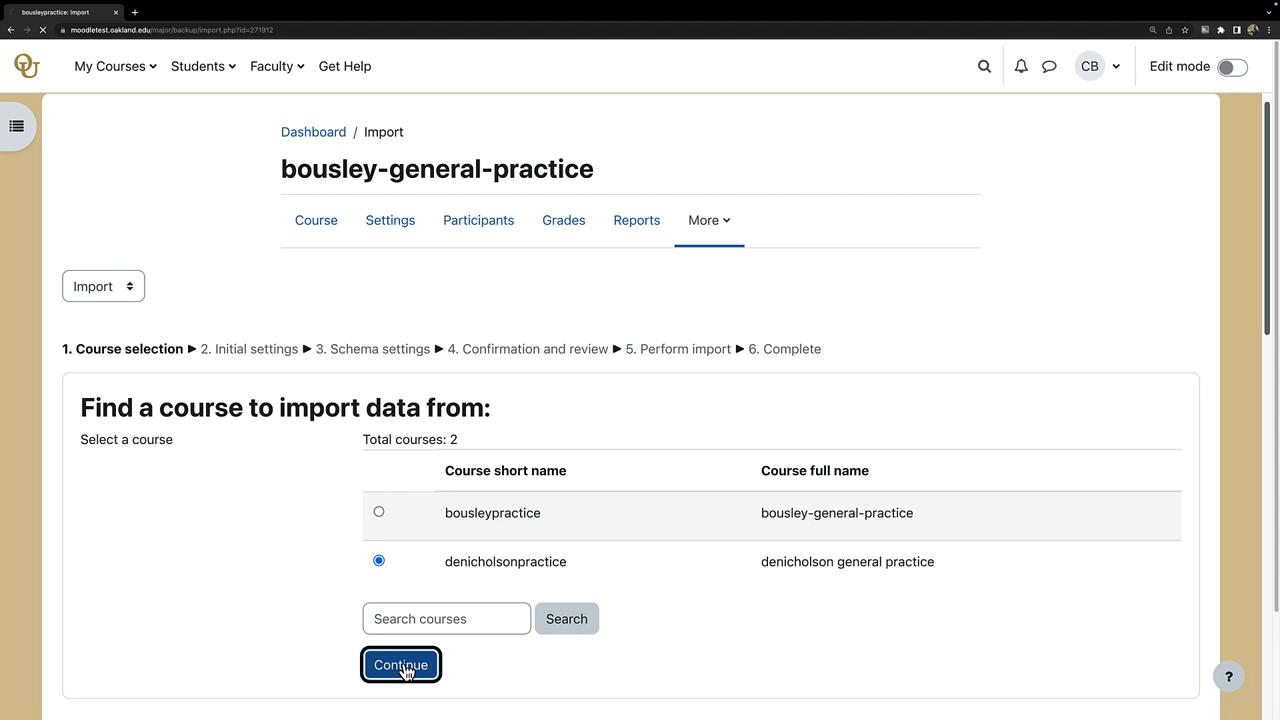 bousleypractice: Import
moodletest.oakland.edu/major/backup/import.php?id=271912
OU
My Courses Students Faculty Get Help
CB
Edit mode
Dashboard / Import
bousley-general-practice
Course Settings Participants Grades Reports More
Import
1. Course selection ► 2. Initial settings ► 3. Schema settings ► 4. Confirmation and review ► 5. Perform import ► 6. Complete
Find a course to import data from:
Select a course
Total courses: 2
Course short name Course full name
bousleypractice bousley-general-practice
denicholsonpractice denicholson general practice
Search courses Search
Continue
?